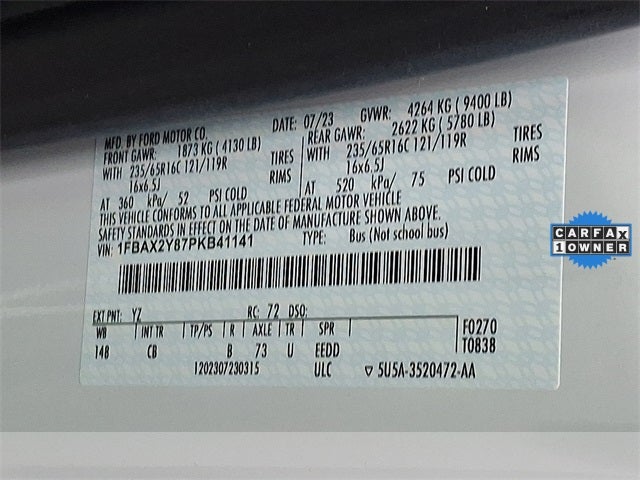 MFD. BY FORD MOTOR CO. DATE: 07/23 GVWR: 4264 KG ( 9400 LB)
FRONT GAWR: 1873 KG ( 4130 LB) REAR GAWR: 2622 KG ( 5780 LB)
WITH 235/65R16C 121/119R TIRES WITH 235/65R16C 121/119R TIRES
16x6.5J RIMS 16x6.5J RIMS
AT 360 kPa/ 52 PSI COLD AT 520 kPa/ 75 PSI COLD
THIS VEHICLE CONFORMS TO ALL APPLICABLE FEDERAL MOTOR VEHICLE
SAFETY STANDARDS IN EFFECT ON THE DATE OF MANUFACTURE SHOWN ABOVE.
VIN: 1FBAX2Y87PKB41141 TYPE: Bus (Not school bus)
CARFAX
1 OWNER
EXT PNT: YZ RC: 72 DSO:
WB INT TR TP/PS R AXLE TR SPR F0270
148 CB B 73 U EEDD T0838
1202307230315 ULC ▽ 5U5A-3520472-AA